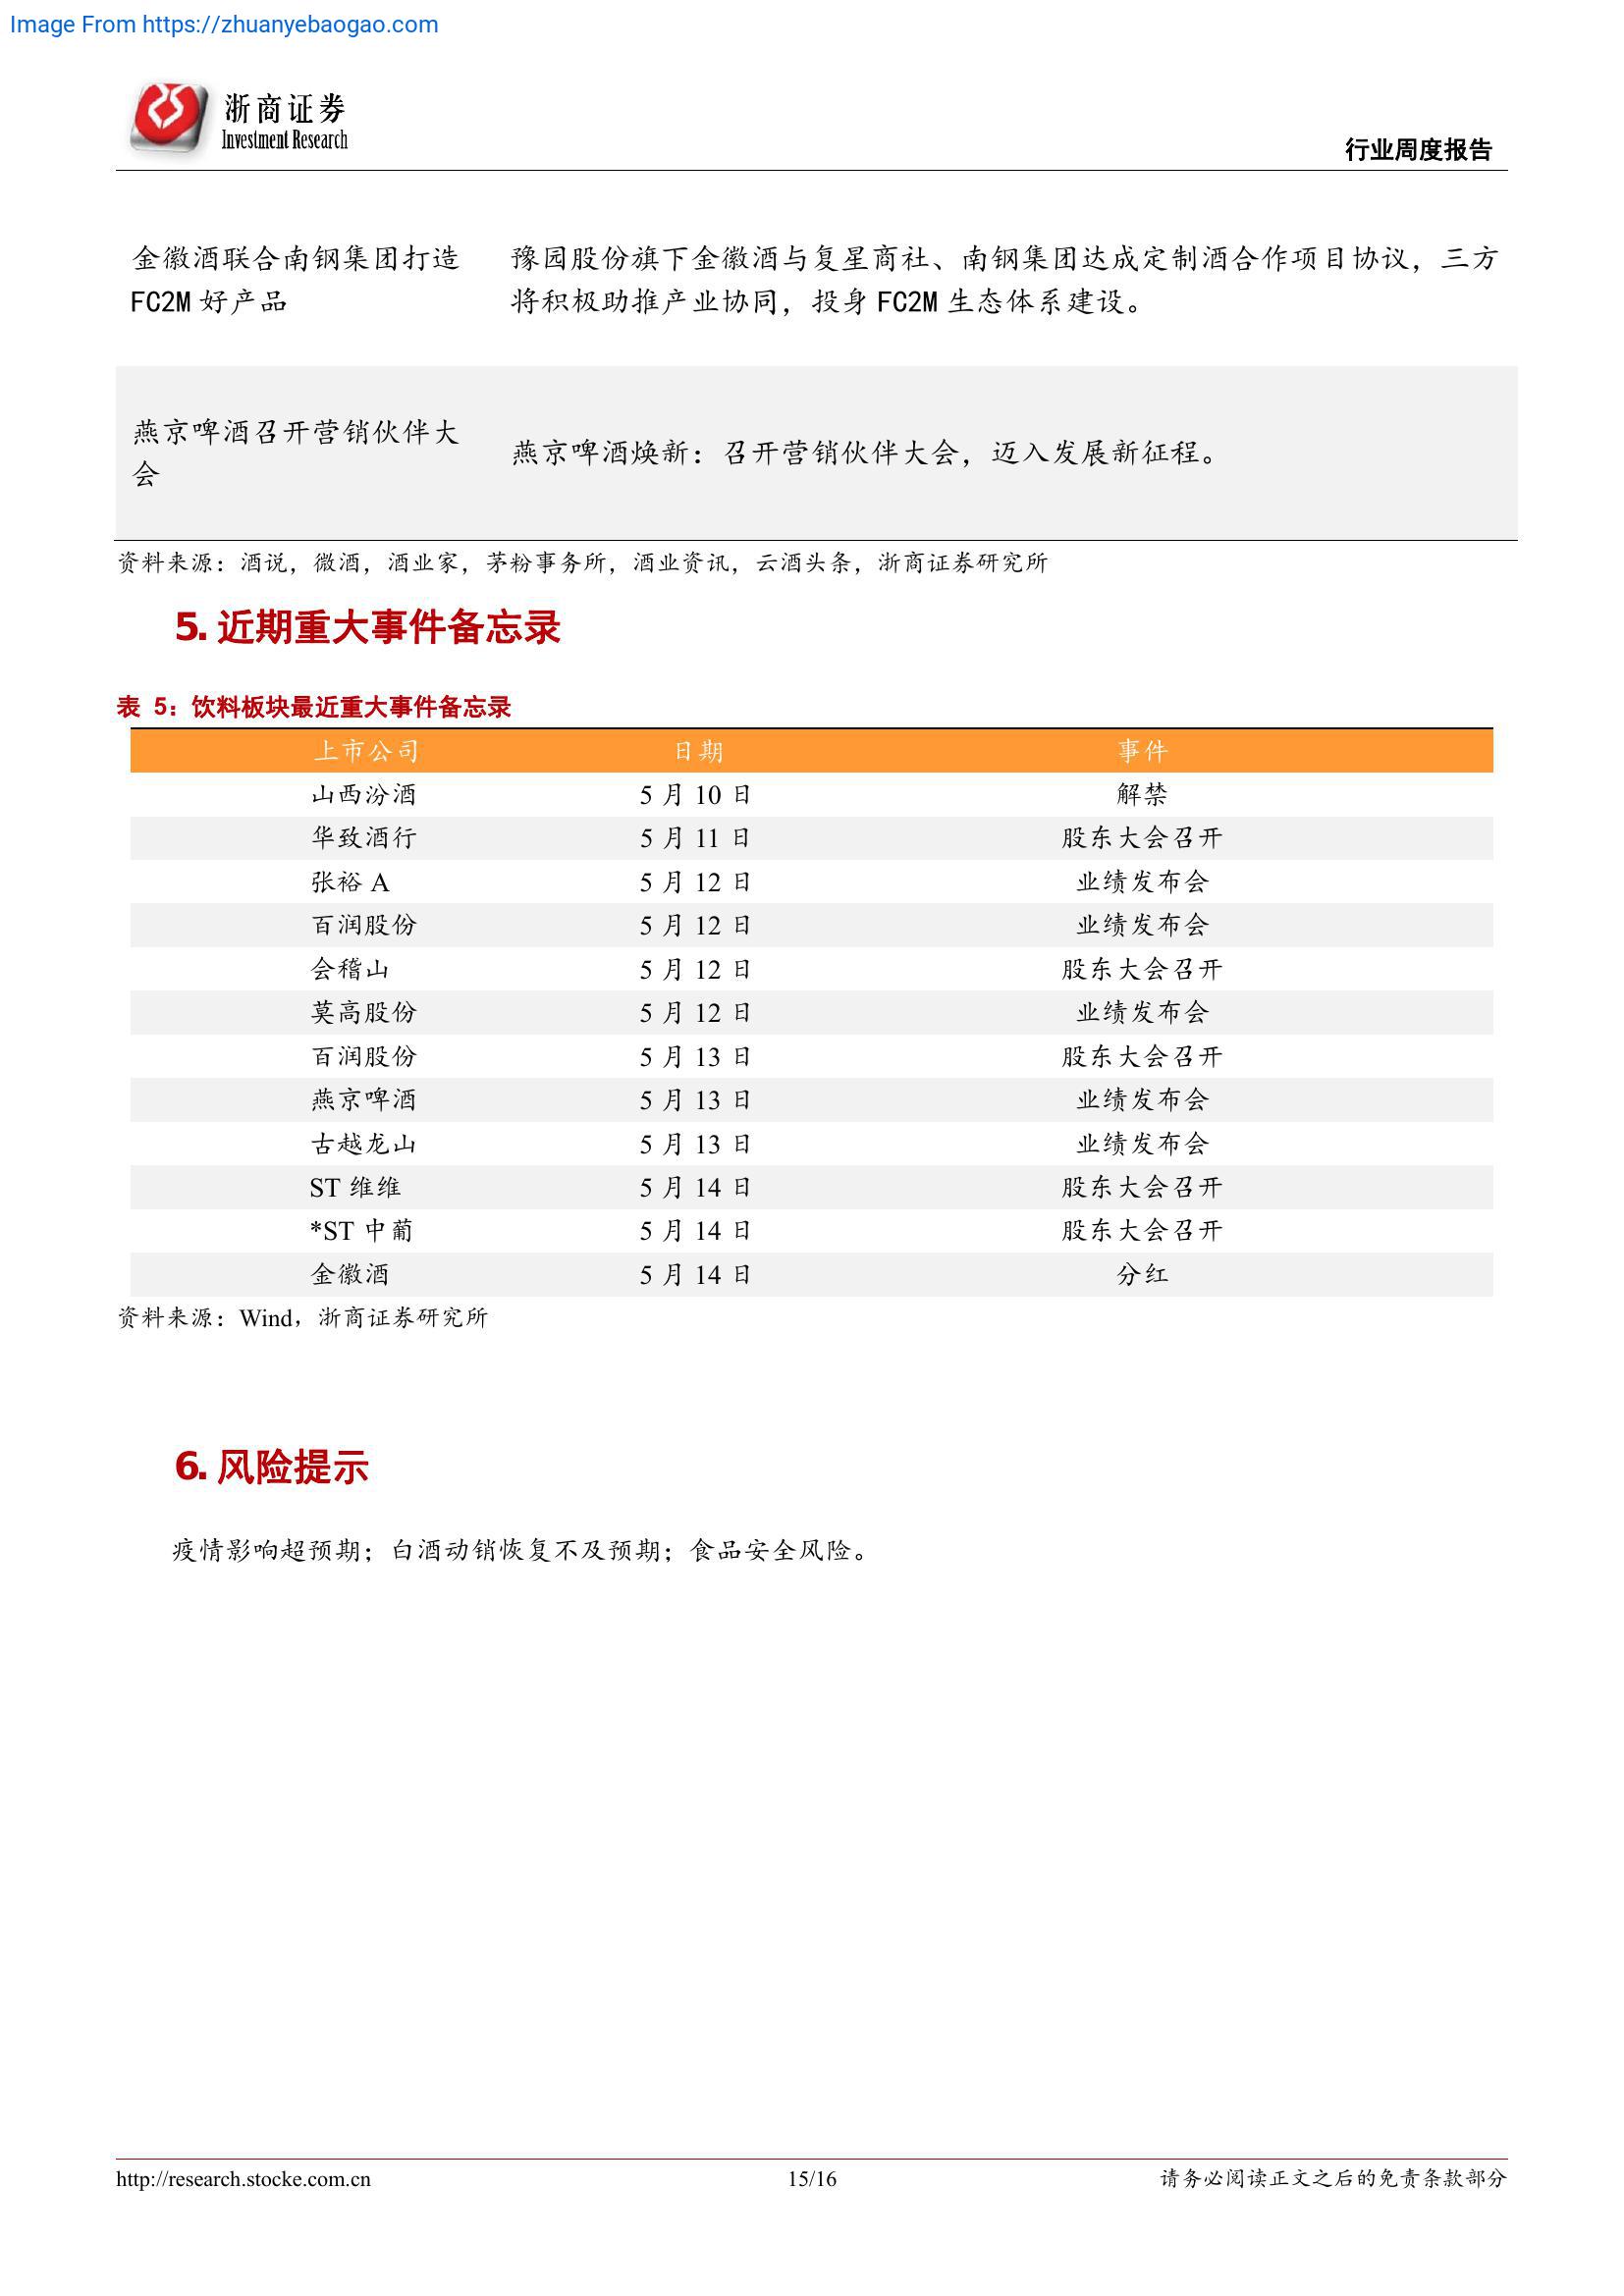 Image From https://zhuanyebaogao.com
浙商证券
Investment Research
行业周度报告
金徽酒联合南钢集团打造
FC2M 好产品
豫园股份旗下金徽酒与复星商社、南钢集团达成定制酒合作项目协议，三方
将积极助推产业协同，投身 FC2M 生态体系建设。
燕京啤酒召开营销伙伴大
会
燕京啤酒焕新：召开营销伙伴大会，迈入发展新征程。
资料来源：酒说，微酒，酒业家，茅粉事务所，酒业资讯，云酒头条，浙商证券研究所
5. 近期重大事件备忘录
表 5：饮料板块最近重大事件备忘录
上市公司 日期 事件
山西汾酒 5 月 10 日 解禁
华致酒行 5 月 11 日 股东大会召开
张裕 A 5 月 12 日 业绩发布会
百润股份 5 月 12 日 业绩发布会
会稽山 5 月 12 日 股东大会召开
莫高股份 5 月 12 日 业绩发布会
百润股份 5 月 13 日 股东大会召开
燕京啤酒 5 月 13 日 业绩发布会
古越龙山 5 月 13 日 业绩发布会
ST 维维 5 月 14 日 股东大会召开
*ST 中葡 5 月 14 日 股东大会召开
金徽酒 5 月 14 日 分红
资料来源：Wind，浙商证券研究所
6. 风险提示
疫情影响超预期；白酒动销恢复不及预期；食品安全风险。
http://research.stocke.com.cn 15/16 请务必阅读正文之后的免责条款部分